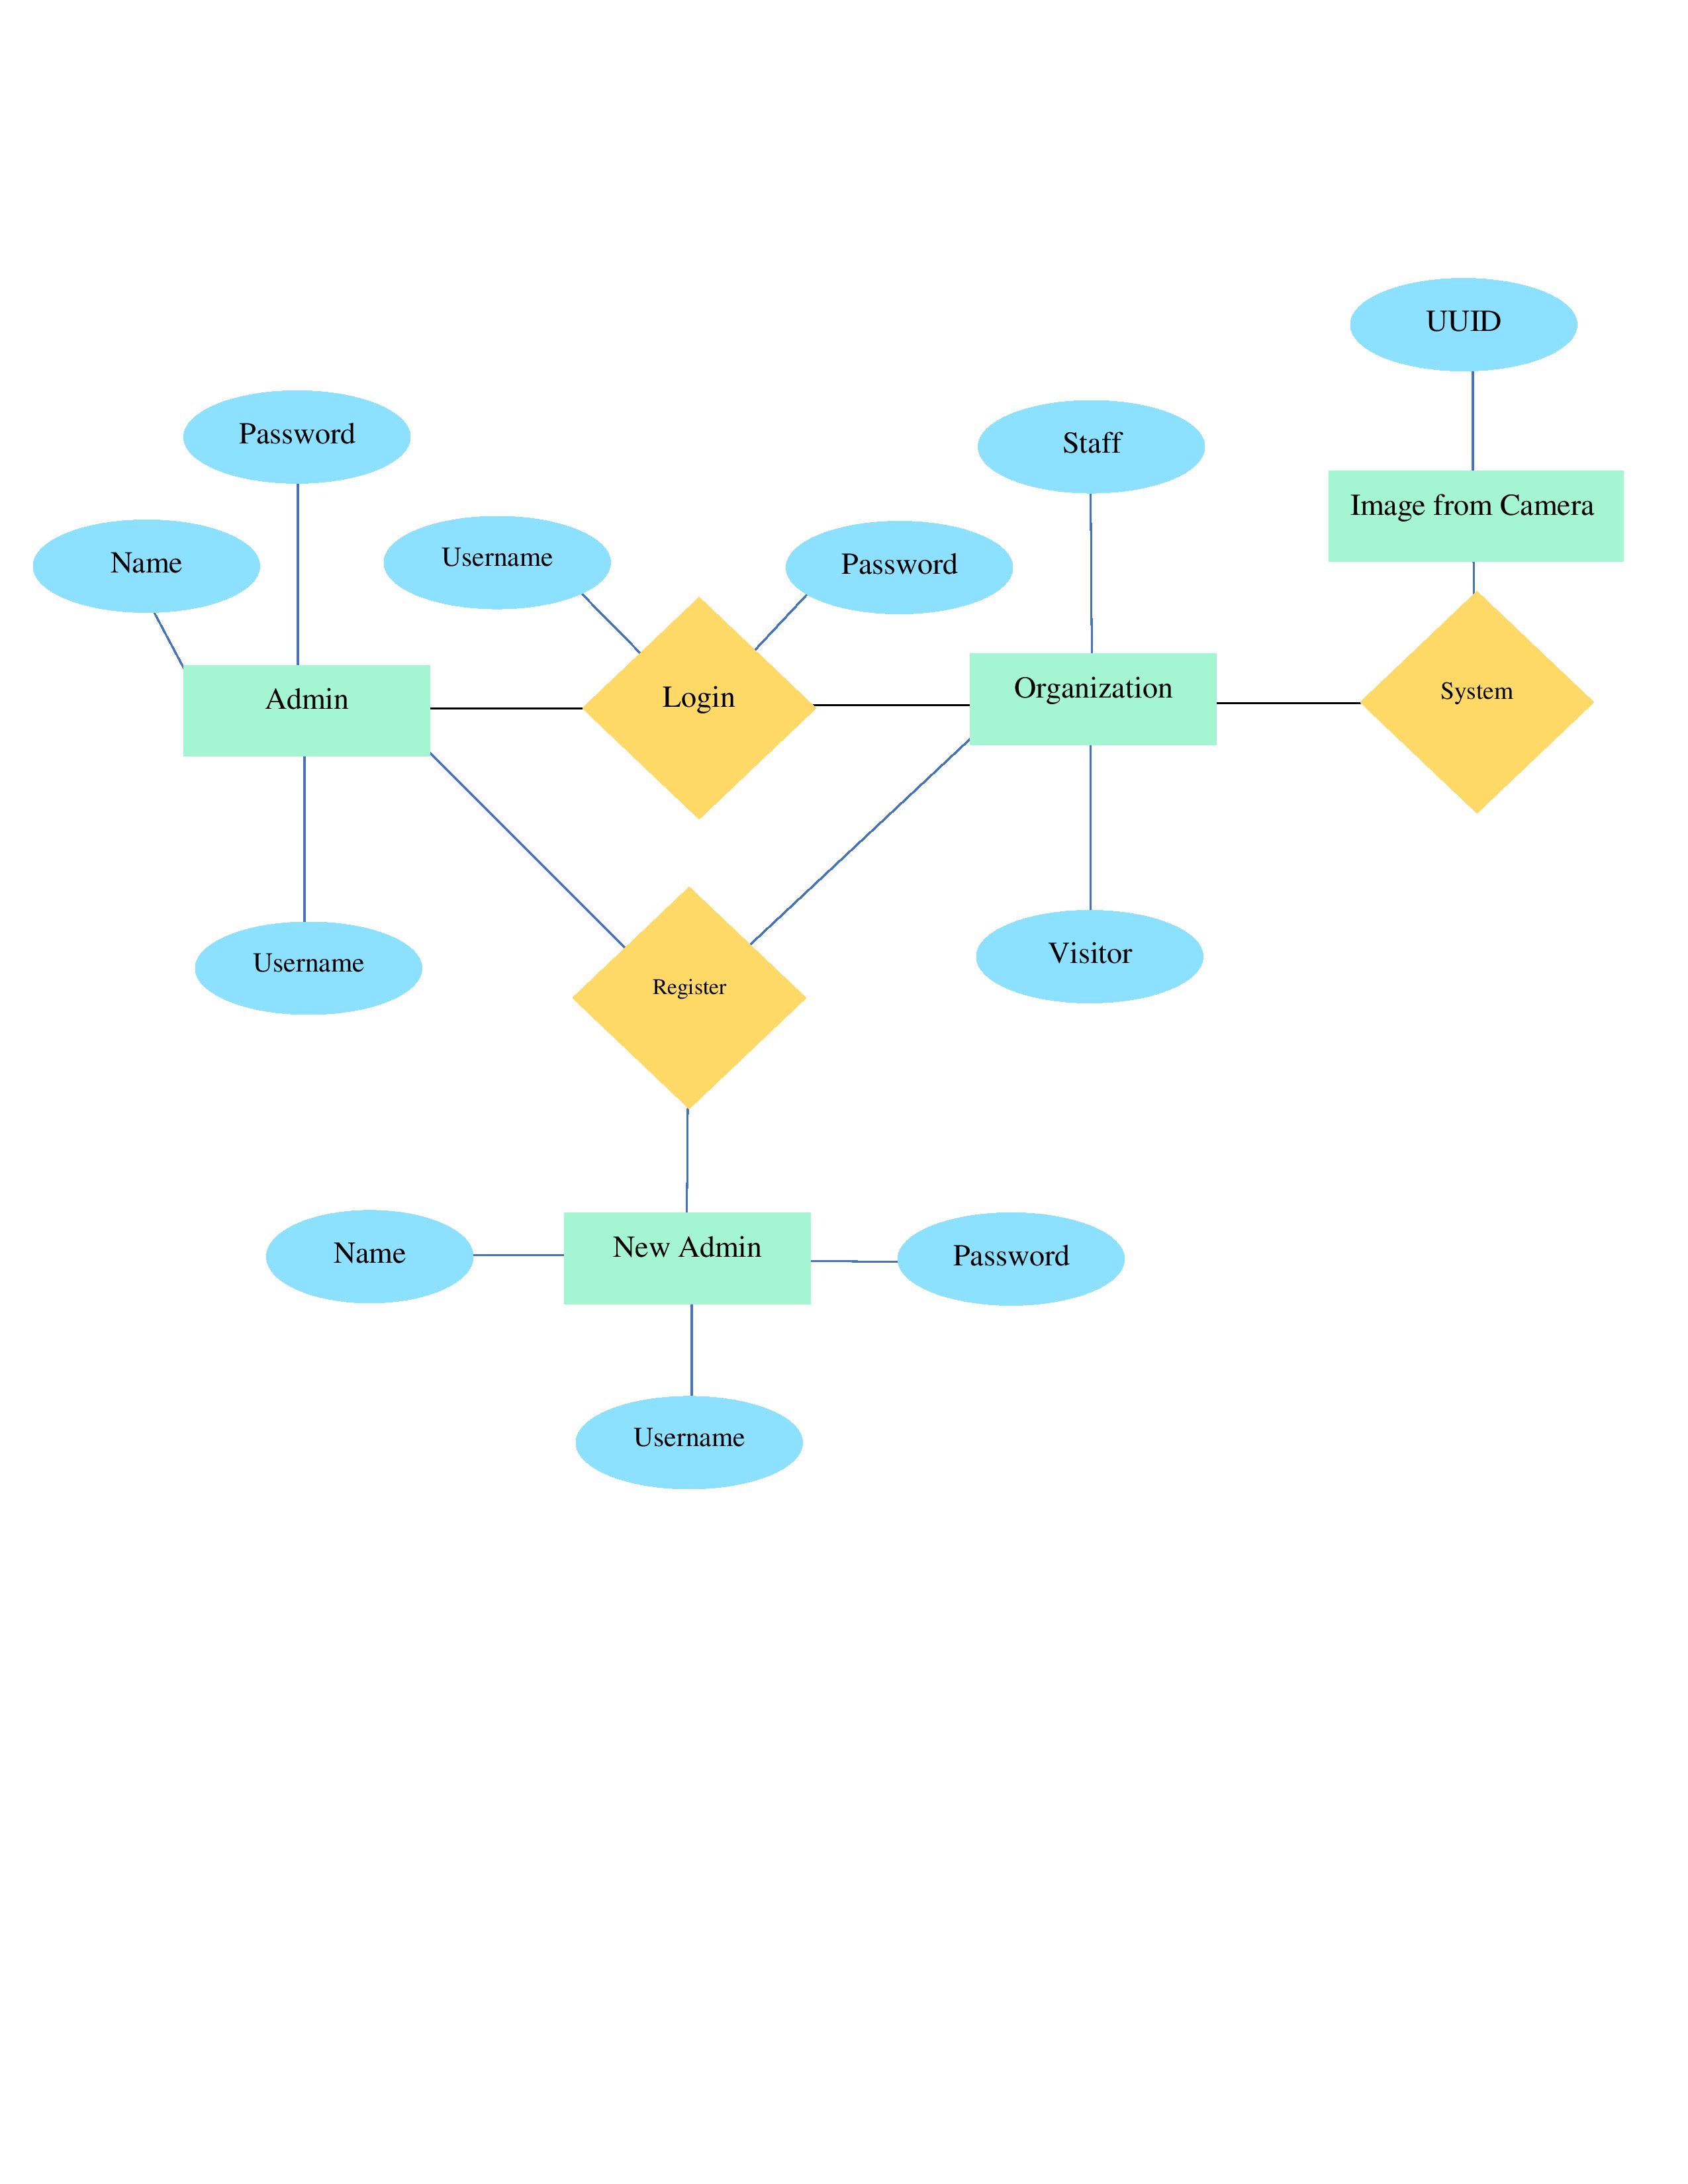 UUID
Password
Staff
Image from Camera
Name
Username
Password
Admin
Login
Organization
System
Username
Register
Visitor
Name
New Admin
Password
Username